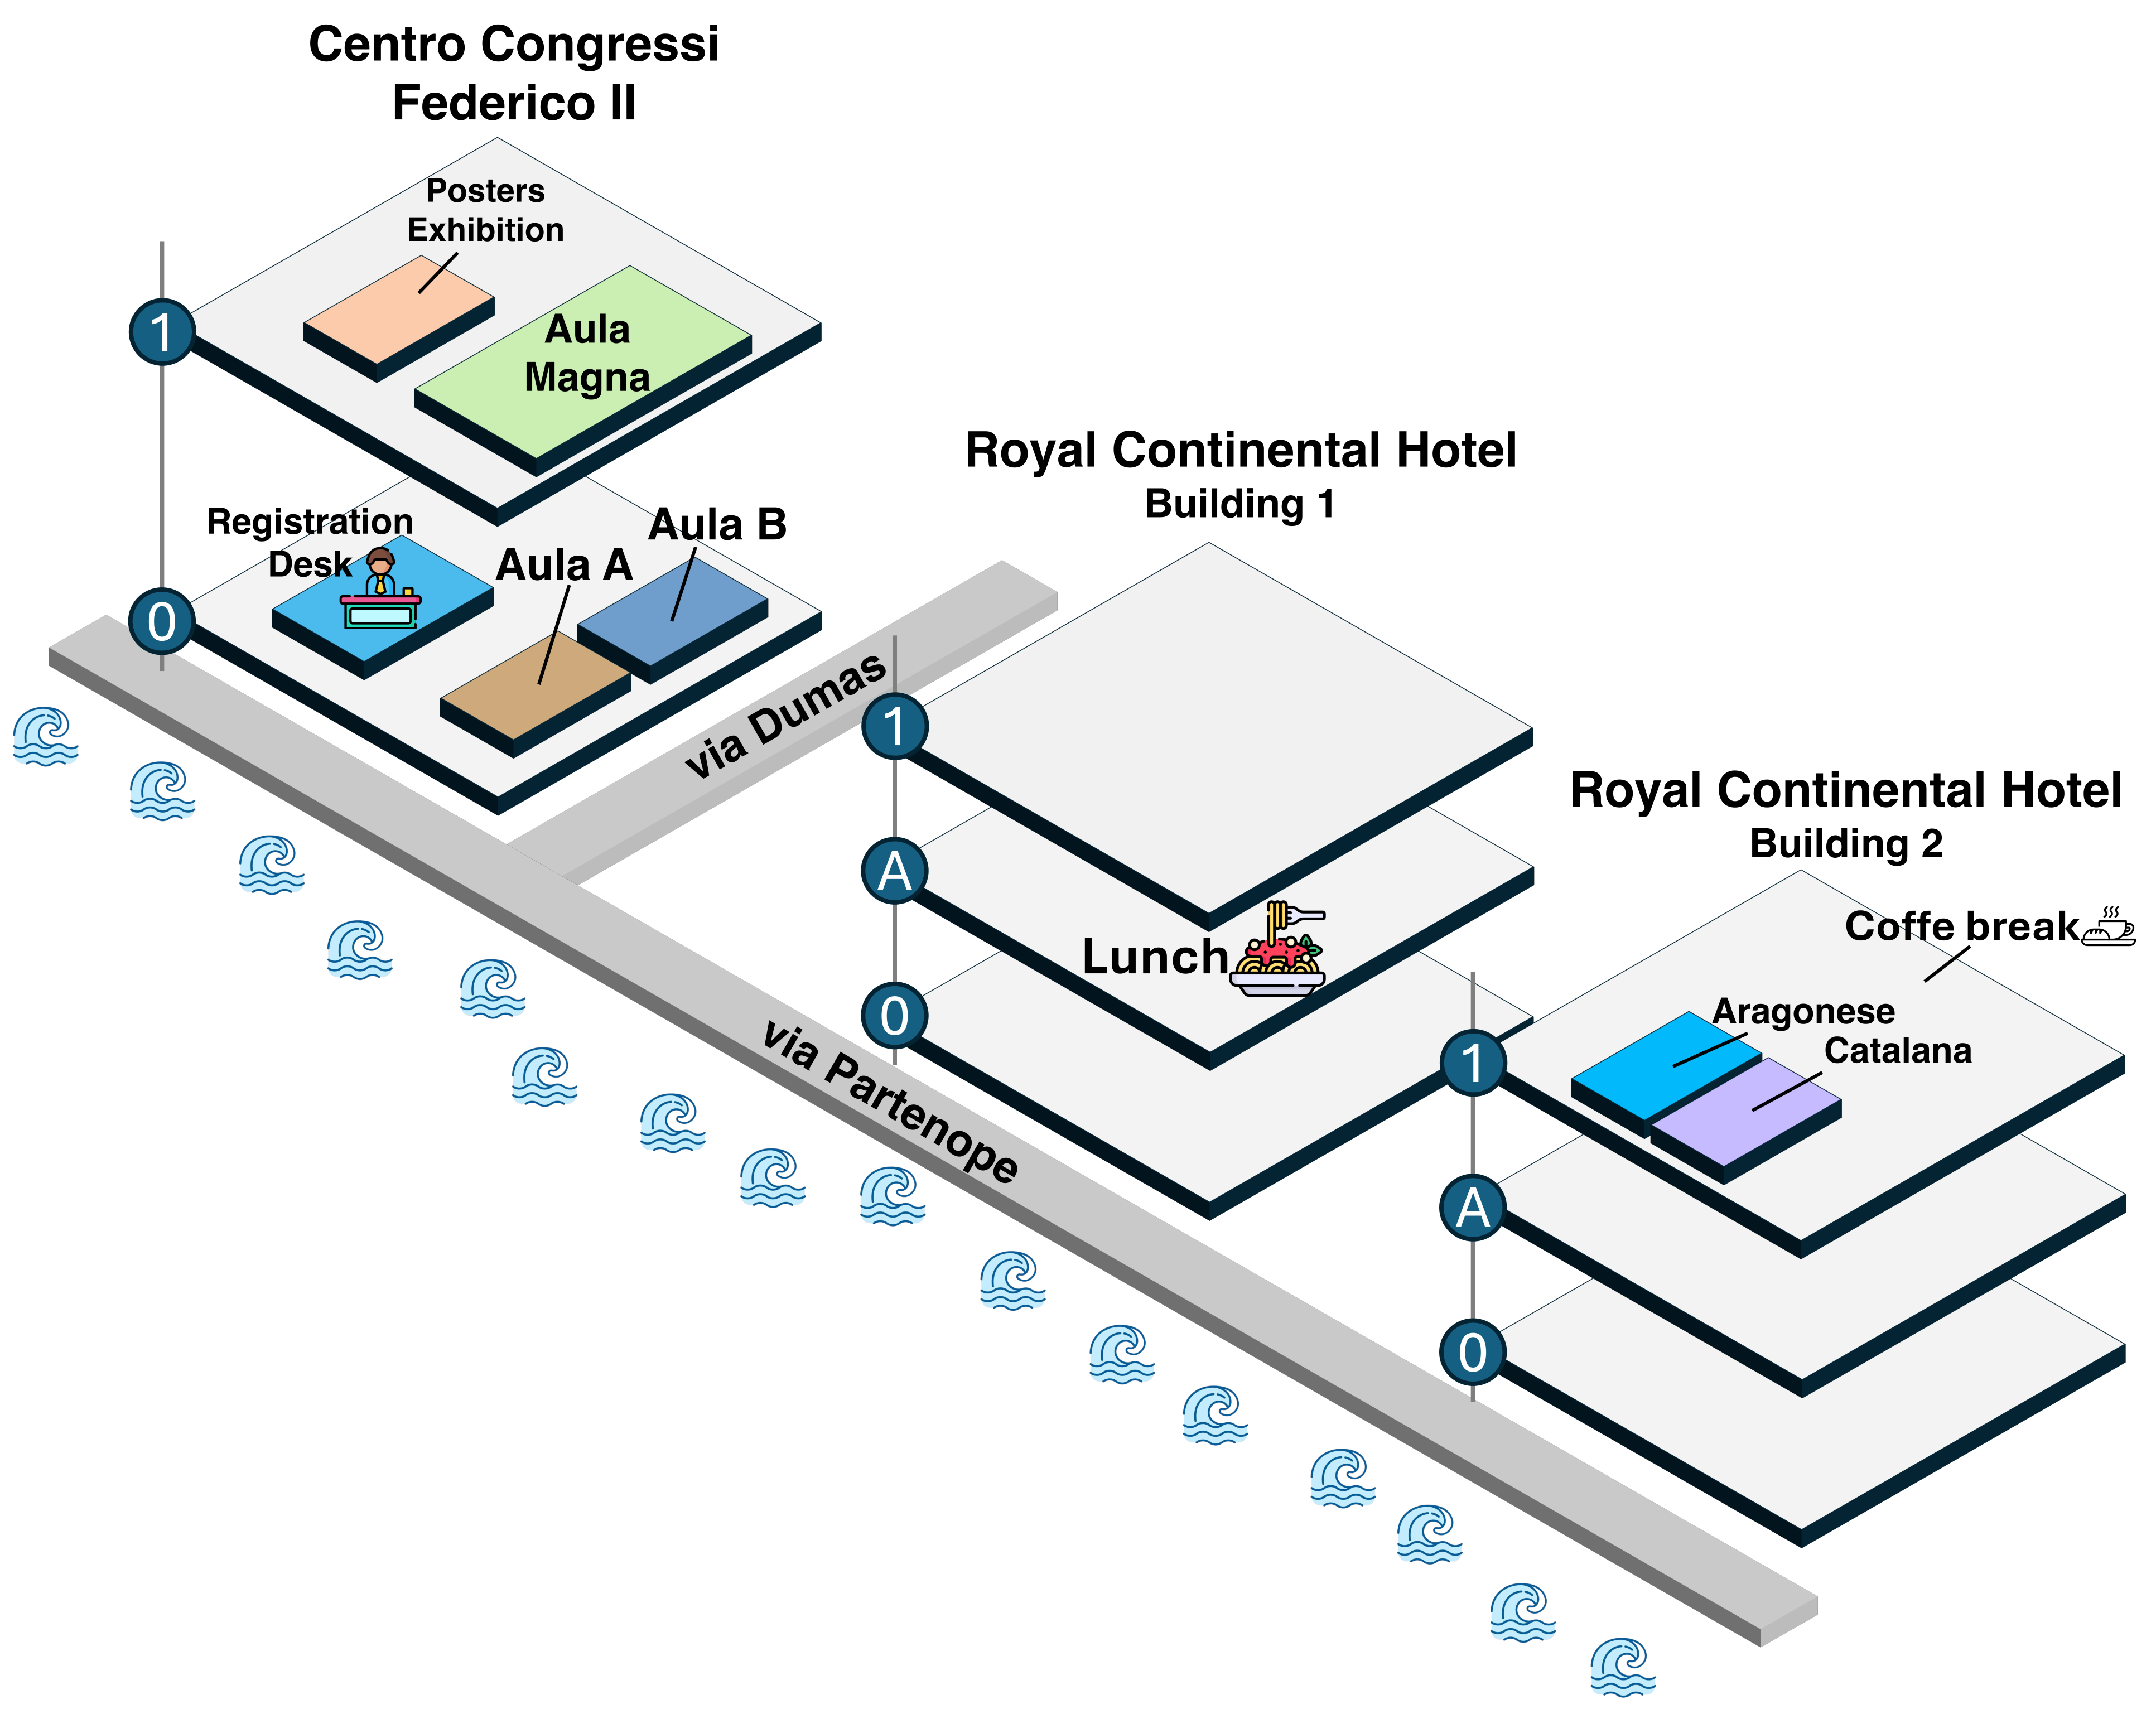 Centro Congressi
Federico II
Posters
Exhibition
1
Aula
Magna
Registration
Desk
Aula A
Aula B
0
via Dumas
via Partenope
Royal Continental Hotel
Building 1
1
A
Lunch
0
Royal Continental Hotel
Building 2
Coffe break
Aragonese
Catalana
1
A
0